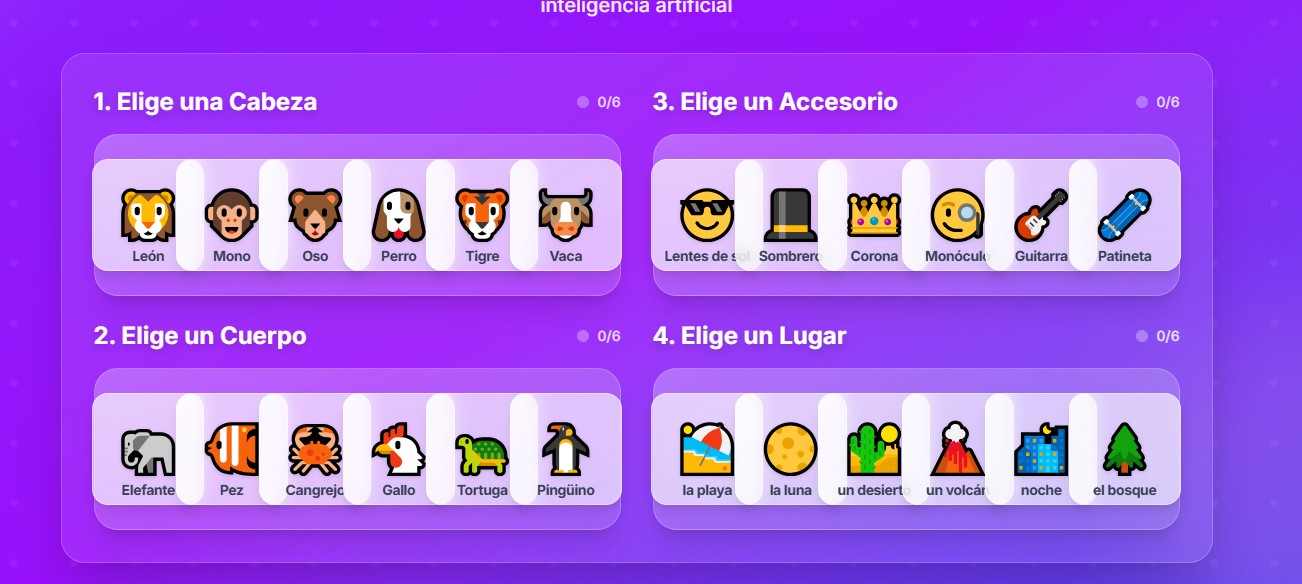 inteligencia artificial
1. Elige una Cabeza
0/6
León Mono Oso Perro Tigre Vaca
2. Elige un Cuerpo
0/6
Elefante Pez Cangrejo Gallo Tortuga Pingüino
3. Elige un Accesorio
0/6
Lentes de sol Sombrero Corona Monóculo Guitarra Patineta
4. Elige un Lugar
0/6
la playa la luna un desierto un volcán noche el bosque